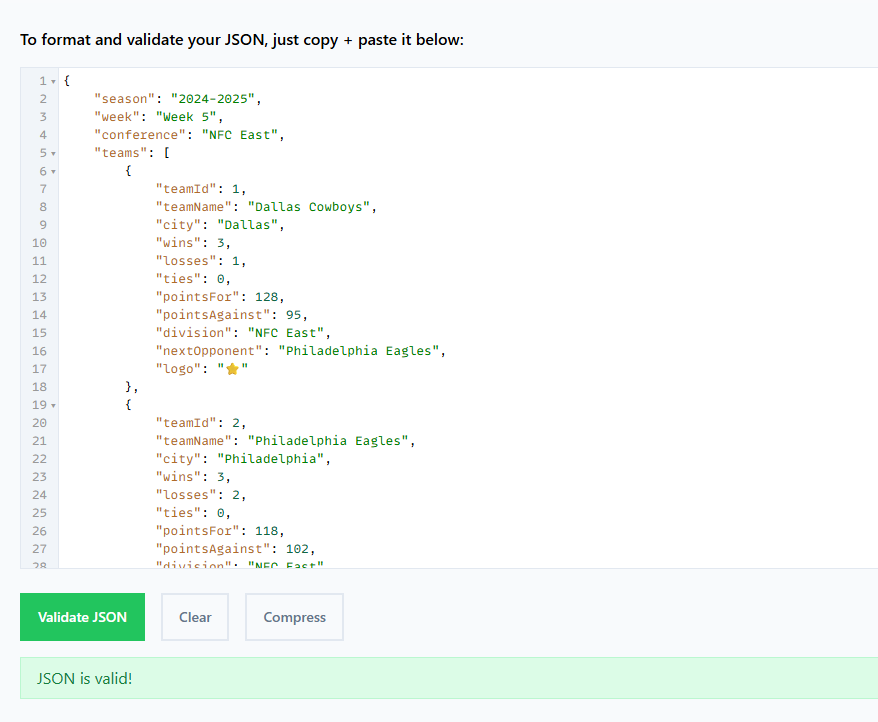 To format and validate your JSON, just copy + paste it below:
1 {
2 "season": "2024-2025",
3 "week": "Week 5",
4 "conference": "NFC East",
5 "teams": [
6 {
7 "teamId": 1,
8 "teamName": "Dallas Cowboys",
9 "city": "Dallas",
10 "wins": 3,
11 "losses": 1,
12 "ties": 0,
13 "pointsFor": 128,
14 "pointsAgainst": 95,
15 "division": "NFC East",
16 "nextOpponent": "Philadelphia Eagles",
17 "logo": "⭐"
18 },
19 {
20 "teamId": 2,
21 "teamName": "Philadelphia Eagles",
22 "city": "Philadelphia",
23 "wins": 3,
24 "losses": 2,
25 "ties": 0,
26 "pointsFor": 118,
27 "pointsAgainst": 102,
28 "division": "NFC East"
Validate JSON Clear Compress
JSON is valid!